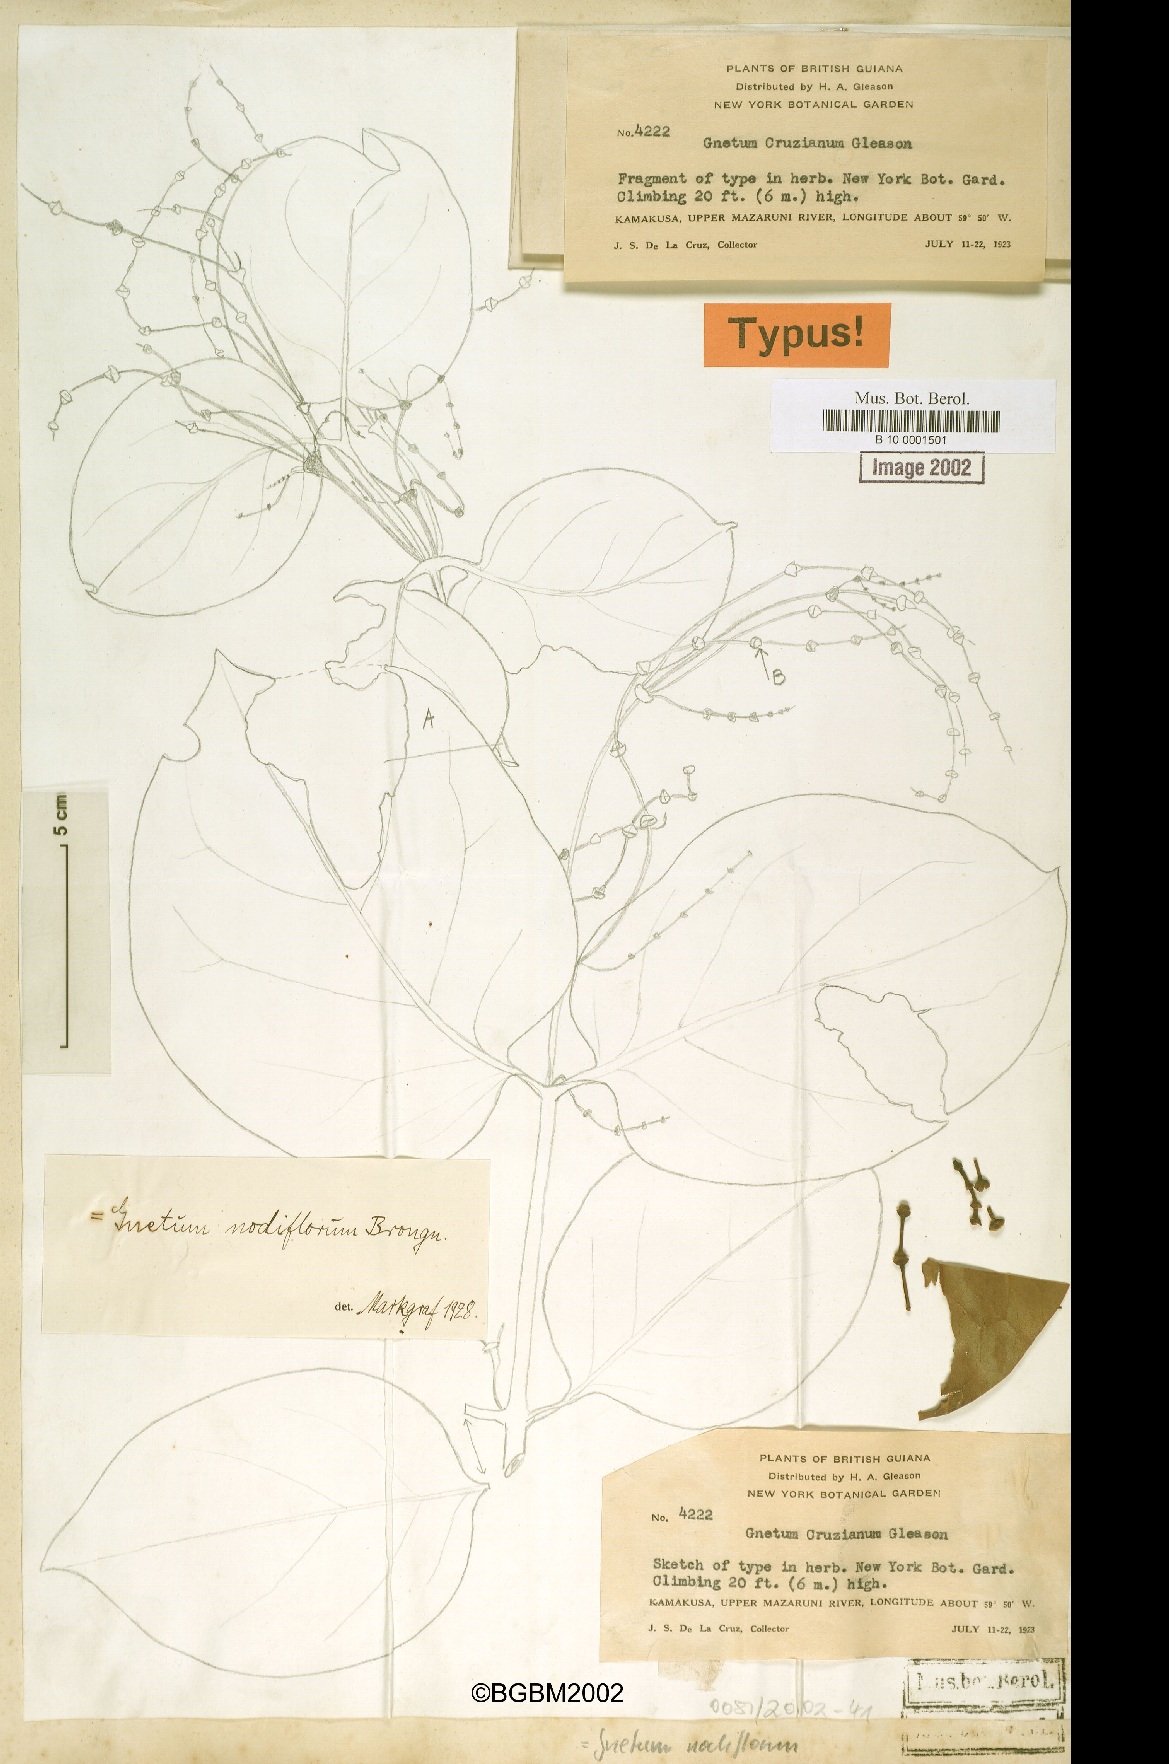 PLANTS OF BRITISH GUIANA
Distributed by H. A. Gleason
NEW YORK BOTANICAL GARDEN
No. 4222
Gnetum Cruzianum Gleason
Fragment of type in herb. New York Bot. Gard.
Climbing 20 ft. (6 m.) high.
KAMAKUSA, UPPER MAZARUNI RIVER, LONGITUDE ABOUT 59° 50' W.
J. S. De La Cruz, Collector JULY 11-22, 1923
Typus!
Mus. Bot. Berol.
B 10 0001501
Image 2002
B
A
5 cm
= Gnetum nodiflorum Brongn.
det. Markgraf 1928.
PLANTS OF BRITISH GUIANA
Distributed by H. A. Gleason
NEW YORK BOTANICAL GARDEN
No. 4222
Gnetum Cruzianum Gleason
Sketch of type in herb. New York Bot. Gard.
Climbing 20 ft. (6 m.) high.
KAMAKUSA, UPPER MAZARUNI RIVER, LONGITUDE ABOUT 59° 50' W.
J. S. De La Cruz, Collector JULY 11-22, 1923
Mus. bot. Berol.
©BGBM2002
= Gnetum nodiflorum